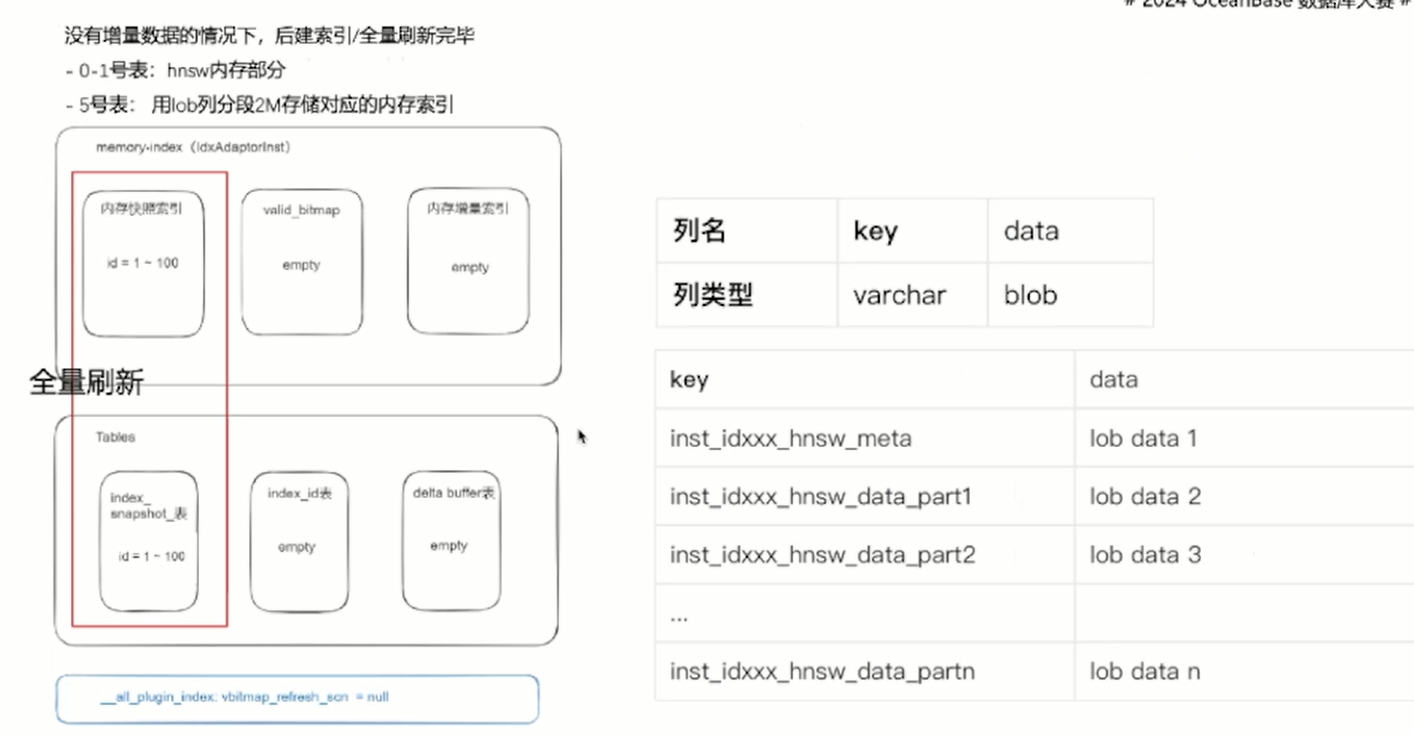 # 2024 OceanBase 数据库大赛 #
没有增量数据的情况下，后建索引/全量刷新完毕
- 0-1号表：hnsw内存部分
- 5号表： 用lob列分段2M存储对应的内存索引
memory-index（IdxAdaptorInst）
内存快照索引
id = 1 ~ 100
valid_bitmap
empty
内存增量索引
empty
全量刷新
Tables
index_
snapshot_表
id = 1 ~ 100
index_id表
empty
delta buffer表
empty
__all_plugin_index: vbitmap_refresh_scn = null
列名 key data
列类型 varchar blob
key data
inst_idxxx_hnsw_meta lob data 1
inst_idxxx_hnsw_data_part1 lob data 2
inst_idxxx_hnsw_data_part2 lob data 3
...
inst_idxxx_hnsw_data_partn lob data n